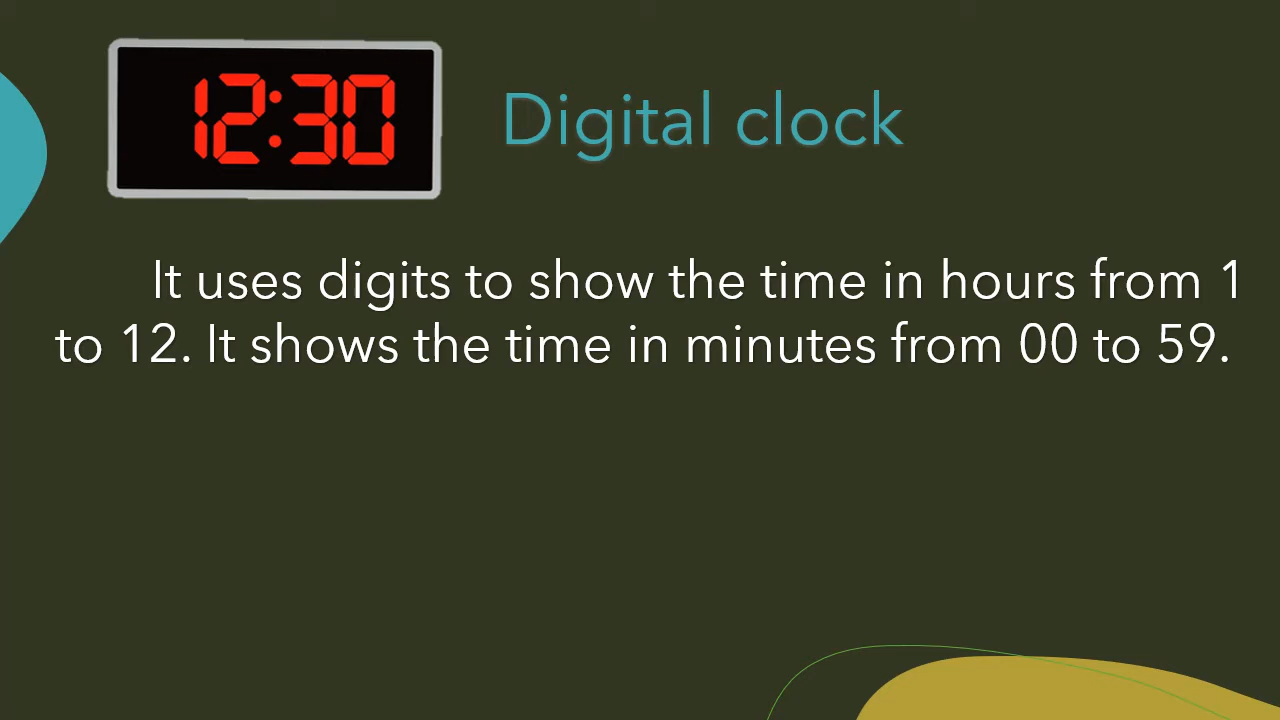 12:30
Digital clock
It uses digits to show the time in hours from 1
to 12. It shows the time in minutes from 00 to 59.